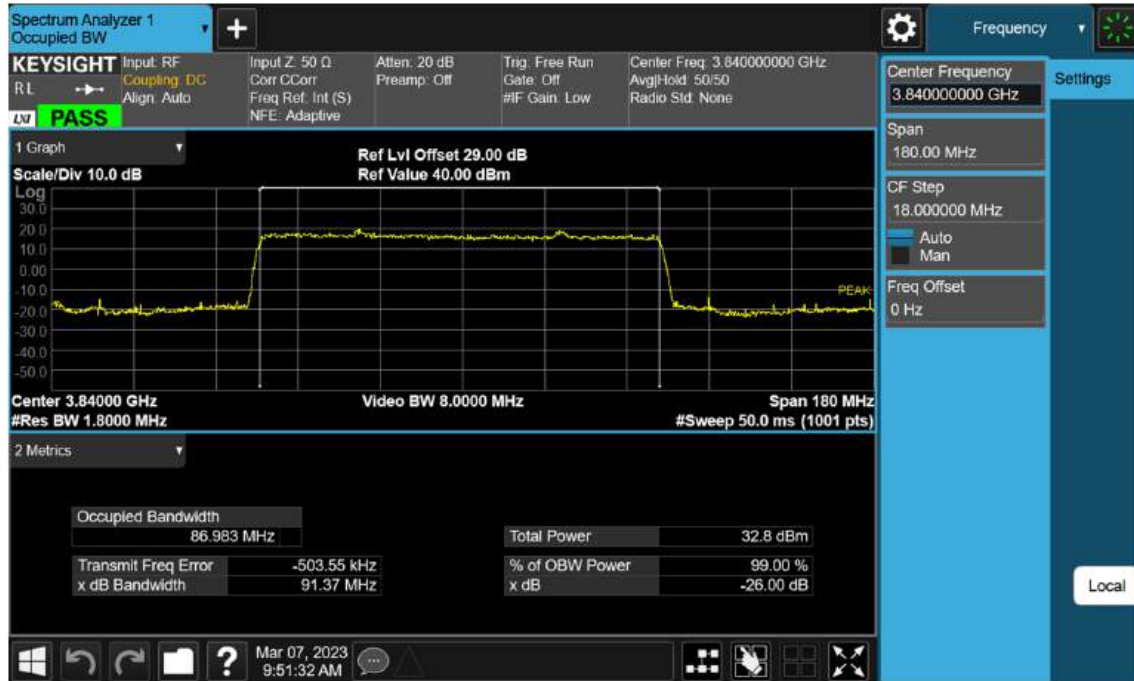 Spectrum Analyzer 1
Occupied BW
Frequency
KEYSIGHT
RL
LXI
PASS
Input: RF
Coupling: DC
Align: Auto
Input Z: 50 Ω
Corr CCorr
Freq Ref: Int (S)
NFE: Adaptive
Atten: 20 dB
Preamp: Off
Trig: Free Run
Gate: Off
#IF Gain: Low
Center Freq: 3.840000000 GHz
Avg|Hold: 50/50
Radio Std: None
1 Graph
Scale/Div 10.0 dB
Ref Lvl Offset 29.00 dB
Ref Value 40.00 dBm
Log
30.0
20.0
10.0
0.00
-10.0
-20.0
-30.0
-40.0
-50.0
PEAK
Center 3.84000 GHz
#Res BW 1.8000 MHz
Video BW 8.0000 MHz
Span 180 MHz
#Sweep 50.0 ms (1001 pts)
2 Metrics
Occupied Bandwidth
86.983 MHz
Transmit Freq Error -503.55 kHz
x dB Bandwidth 91.37 MHz
Total Power 32.8 dBm
% of OBW Power 99.00 %
x dB -26.00 dB
Center Frequency
3.840000000 GHz
Span
180.00 MHz
CF Step
18.000000 MHz
Auto
Man
Freq Offset
0 Hz
Settings
Local
?
Mar 07, 2023
9:51:32 AM